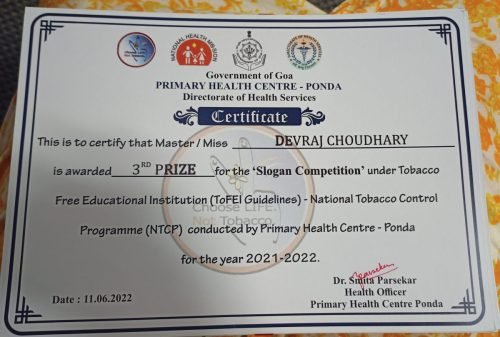 NATIONAL HEALTH MISSION
Government of Goa
PRIMARY HEALTH CENTRE - PONDA
Directorate of Health Services
Certificate
This is to certify that Master / Miss DEVRAJ CHOUDHARY
is awarded 3RD PRIZE for the 'Slogan Competition' under Tobacco
Free Educational Institution (ToFEI Guidelines) - National Tobacco Control
Choose LIFE.
Not Tobacco.
Programme (NTCP) conducted by Primary Health Centre - Ponda
for the year 2021-2022.
Parsekar
Dr. Smita Parsekar
Health Officer
Date : 11.06.2022
Primary Health Centre Ponda